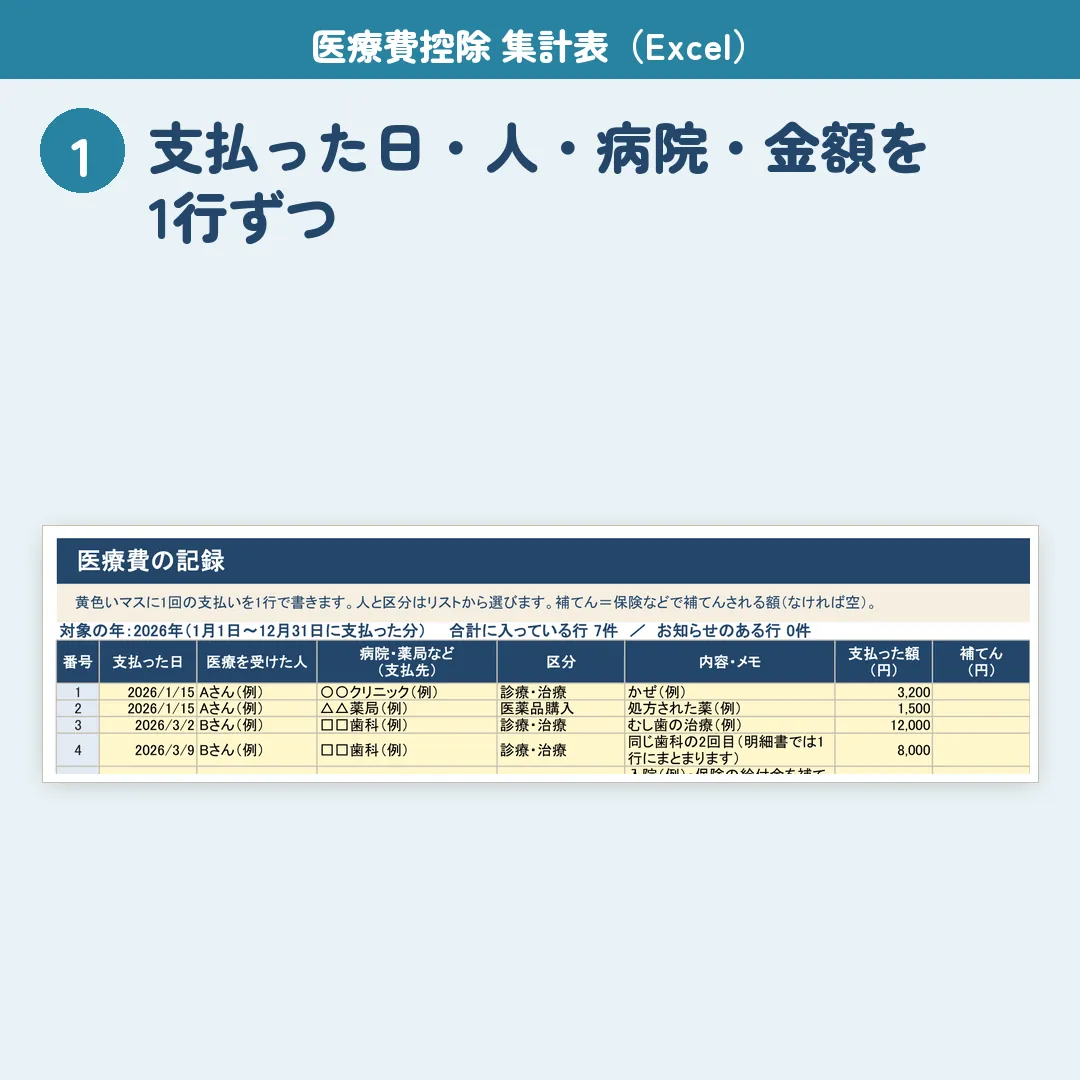 医療費控除 集計表（Excel）
1 支払った日・人・病院・金額を
1行ずつ
医療費の記録
黄色いマスに1回の支払いを1行で書きます。人と区分はリストから選びます。補てん＝保険などで補てんされる額（なければ空）。
対象の年：2026年（1月1日～12月31日に支払った分） 合計に入っている行 7件 ／ お知らせのある行 0件
番号 支払った日 医療を受けた人 病院・薬局など（支払先） 区分 内容・メモ 支払った額（円） 補てん（円）
1 2026/1/15 Aさん（例） 〇〇クリニック（例） 診療・治療 かぜ（例） 3,200
2 2026/1/15 Aさん（例） △△薬局（例） 医薬品購入 処方された薬（例） 1,500
3 2026/3/2 Bさん（例） □□歯科（例） 診療・治療 むし歯の治療（例） 12,000
4 2026/3/9 Bさん（例） □□歯科（例） 診療・治療 同じ歯科の2回目（明細書では1行にまとまります） 8,000